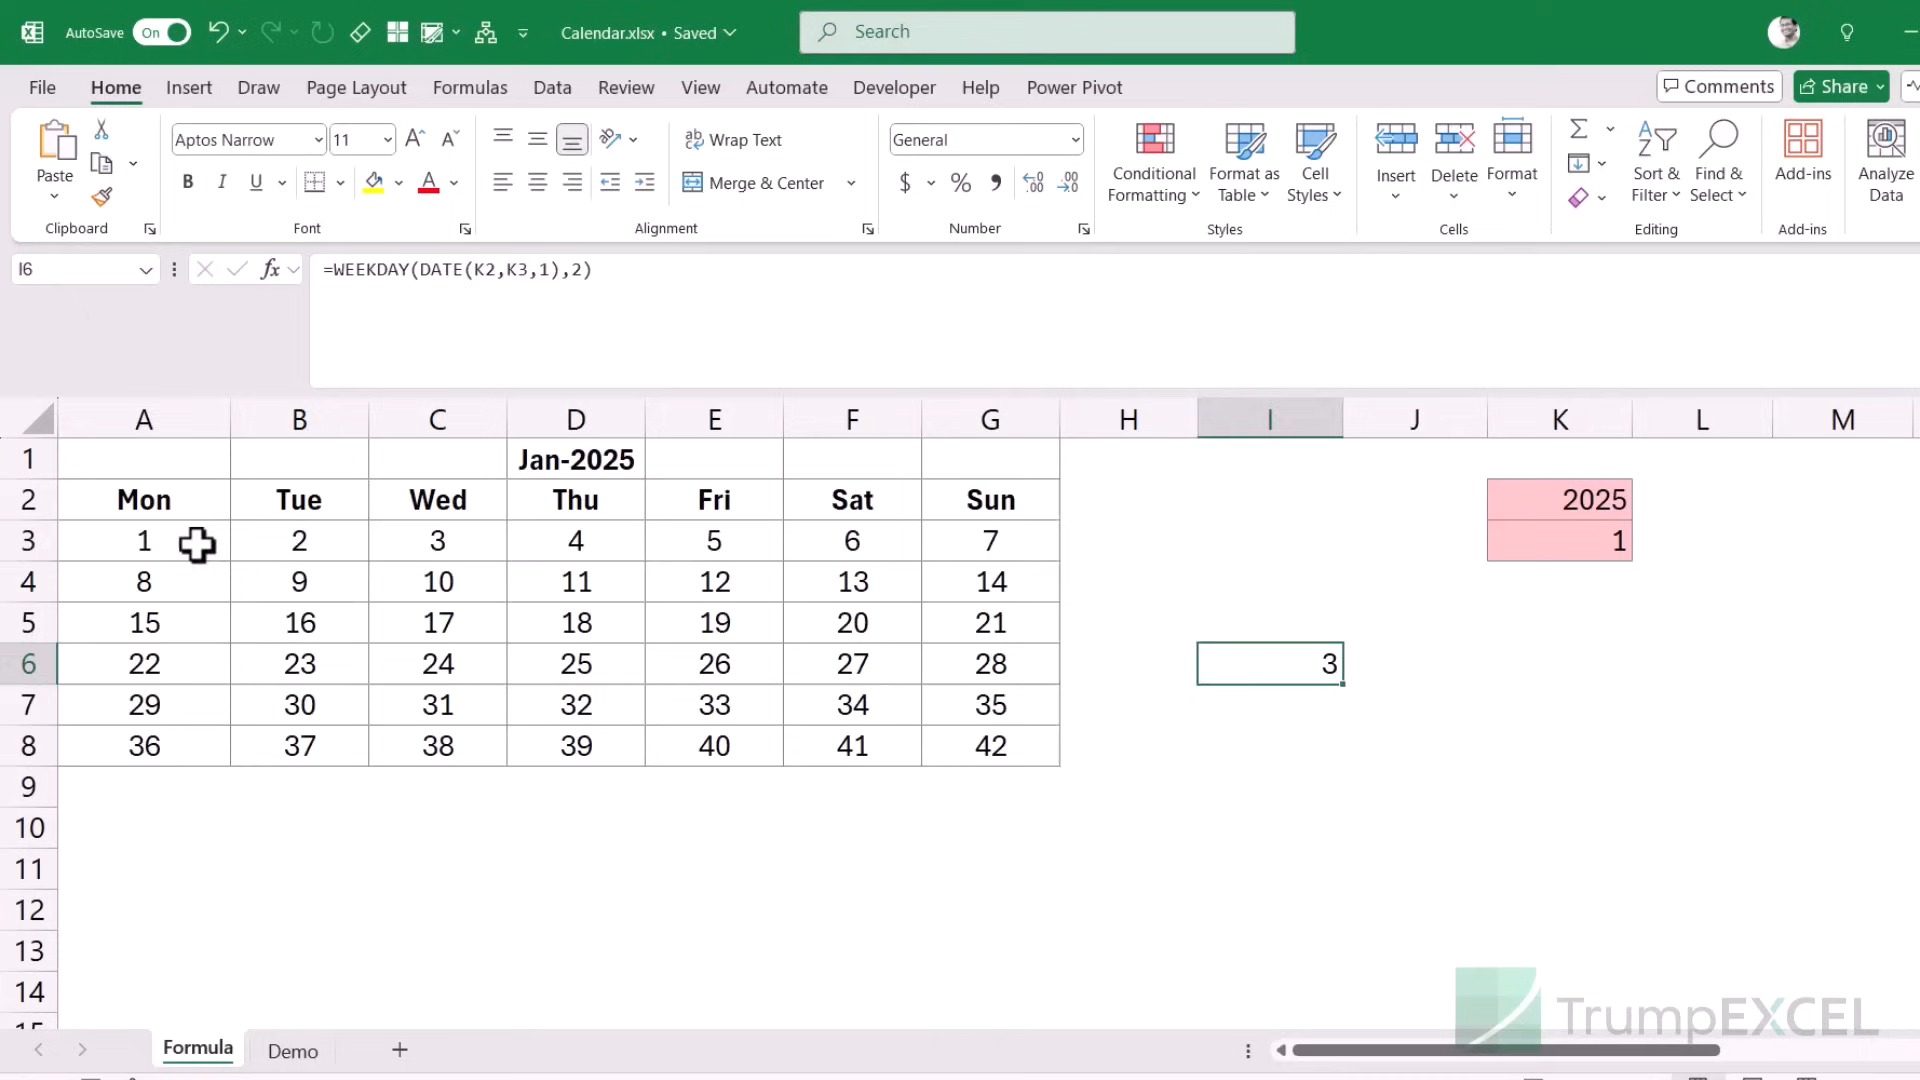 AutoSave On Calendar.xlsx • Saved Search
File Home Insert Draw Page Layout Formulas Data Review View Automate Developer Help Power Pivot Comments Share
Paste Aptos Narrow 11 Wrap Text General Conditional Formatting Format as Table Cell Styles Insert Delete Format Sort & Filter Find & Select Add-ins Analyze Data
B I U Merge & Center $ %
Clipboard Font Alignment Number Styles Cells Editing Add-ins
I6 fx =WEEKDAY(DATE(K2,K3,1),2)
A B C D E F G H I J K L M
1 Jan-2025
2 Mon Tue Wed Thu Fri Sat Sun 2025
3 1 2 3 4 5 6 7 1
4 8 9 10 11 12 13 14
5 15 16 17 18 19 20 21
6 22 23 24 25 26 27 28 3
7 29 30 31 32 33 34 35
8 36 37 38 39 40 41 42
9
10
11
12
13
14
15
TrumpEXCEL
Formula Demo